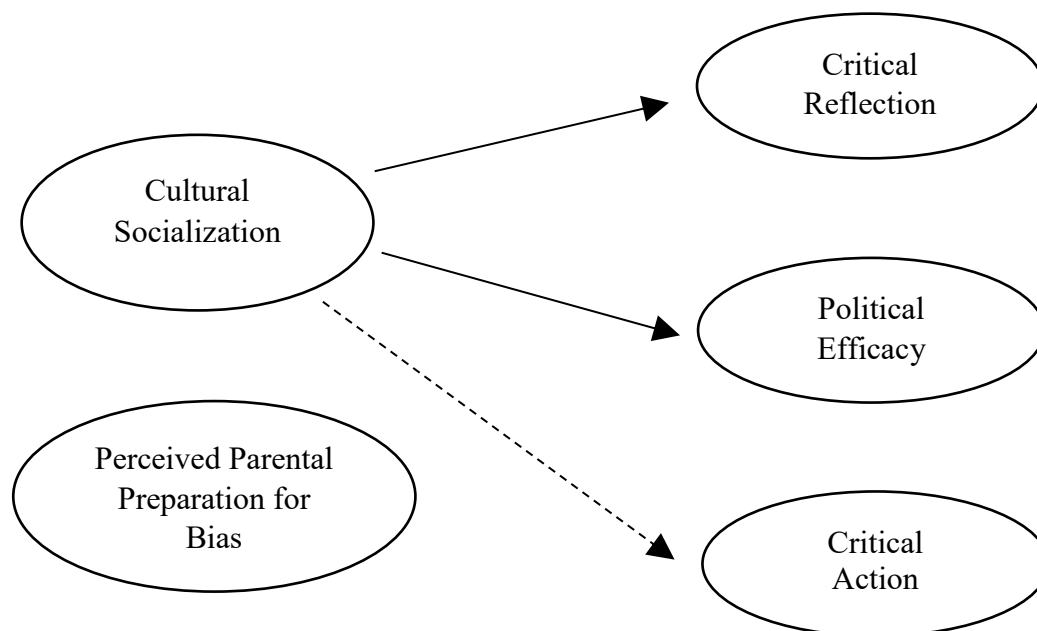 Critical
Reflection
Cultural
Socialization
Political
Efficacy
Perceived Parental
Preparation for
Bias
Critical
Action